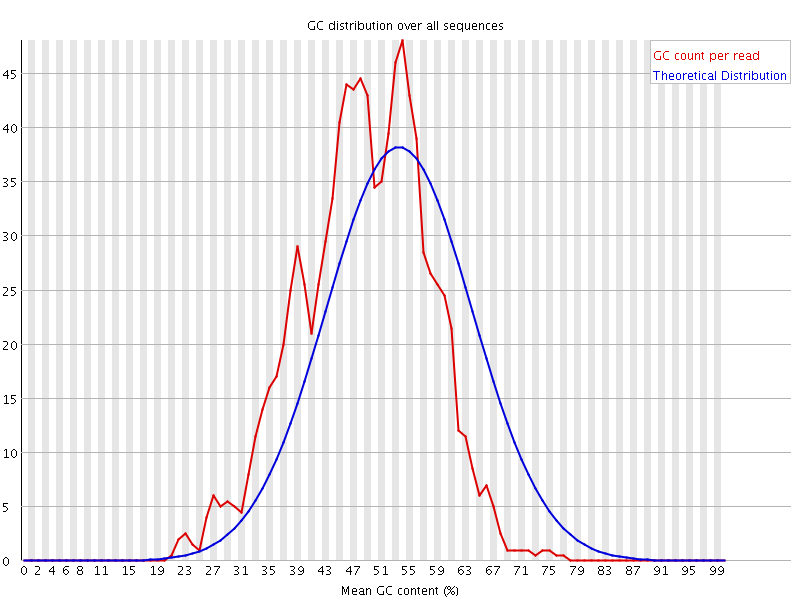 GC distribution over all sequences
GC count per read
Theoretical Distribution
45
40
35
30
25
20
15
10
5
0
0 2 4 6 8 11 15 19 23 27 31 35 39 43 47 51 55 59 63 67 71 75 79 83 87 91 95 99
Mean GC content (%)